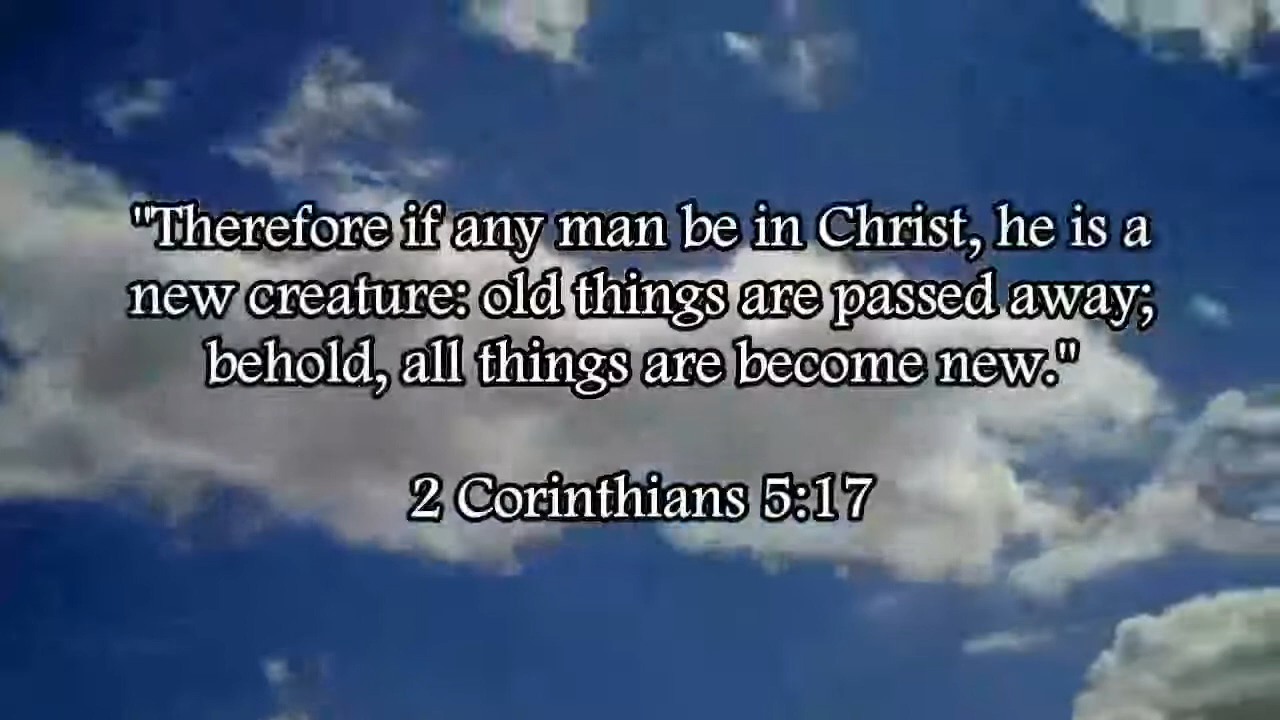 "Therefore if any man be in Christ, he is a
new creature: old things are passed away;
behold, all things are become new."
2 Corinthians 5:17